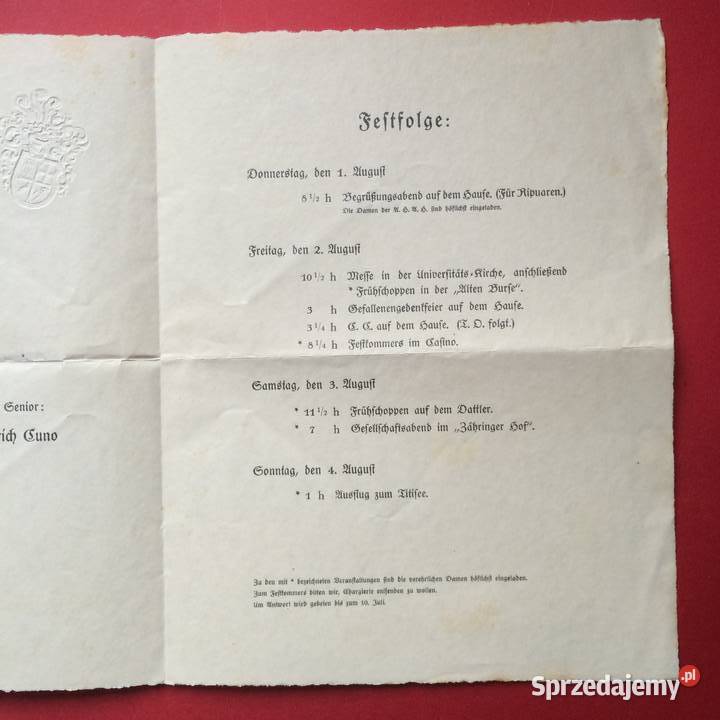 Festfolge:
Donnerstag, den 1. August
8 1/2 h Begrüßungsabend auf dem Hause. (Für Ripuaren.)
Die Damen der A. H. A. H. sind höflichst eingeladen.
Freitag, den 2. August
10 1/2 h Messe in der Universitäts-Kirche, anschließend
* Frühschoppen in der „Alten Burse“.
3 h Gefallenengedenkfeier auf dem Hause.
3 1/4 h C. C. auf dem Hause. (T. O. folgt.)
* 8 1/4 h Festkommers im Casino.
Samstag, den 3. August
* 11 1/2 h Frühschoppen auf dem Dattler.
* 7 h Gesellschaftsabend im „Zähringer Hof“.
Sonntag, den 4. August
* 1 h Ausflug zum Titisee.
Zu den mit * bezeichneten Veranstaltungen sind die verehrlichen Damen höflichst eingeladen.
Zum Festkommers bitten wir, Chargierte entsenden zu wollen.
Um Antwort wird gebeten bis zum 10. Juli.
Senior:
rich Cuno
Sprzedajemy.pl